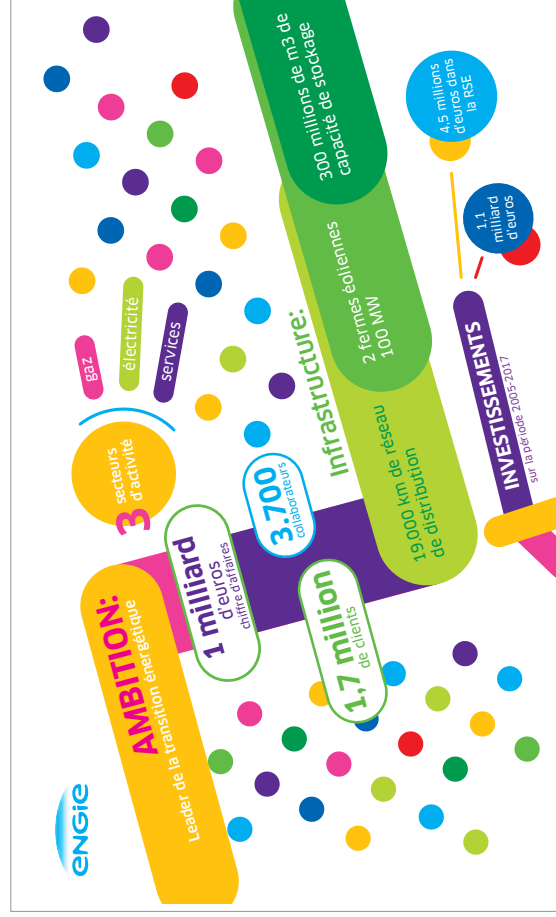 ENGIE
AMBITION:
Leader de la transition énergétique
3 secteurs
d'activité
gaz
électricité
services
1 milliard
d'euros
chiffre d'affaires
3.700
collaborateurs
1,7 million
de clients
Infrastructure:
19.000 km de réseau
de distribution
2 fermes éoliennes
100 MW
300 millions de m3 de
capacité de stockage
INVESTISSEMENTS
sur la période 2005-2017
1,1
milliard
d'euros
4,5 millions
d'euros dans
la RSE